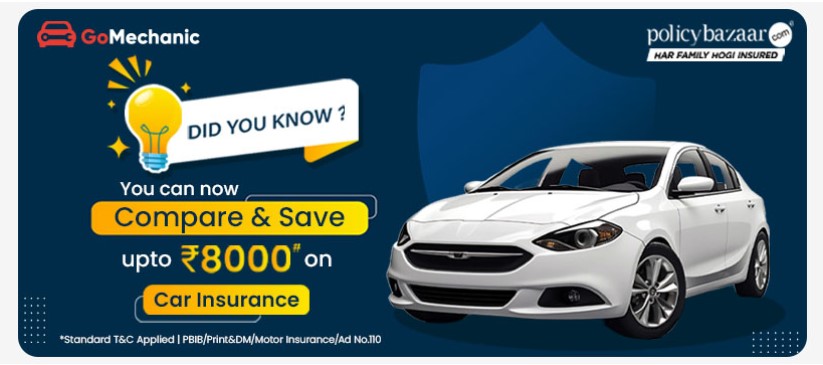 GoMechanic
policybazaar.com
HAR FAMILY HOGI INSURED
DID YOU KNOW ?
You can now
Compare & Save
upto ₹8000# on
Car Insurance
*Standard T&C Applied | PBIB/Print&DM/Motor Insurance/Ad No.110